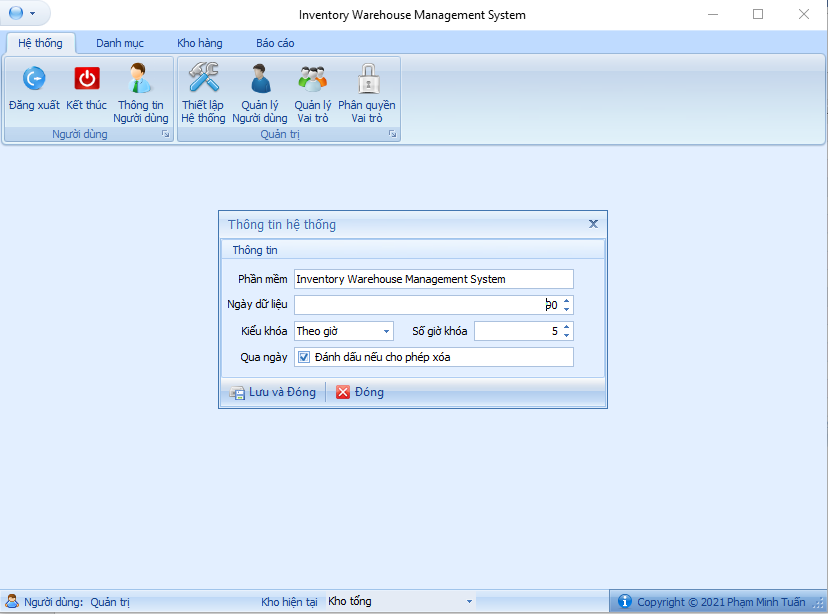 Inventory Warehouse Management System
Hệ thống Danh mục Kho hàng Báo cáo
Đăng xuất Kết thúc Thông tin Người dùng Thiết lập Hệ thống Quản lý Người dùng Quản lý Vai trò Phân quyền Vai trò
Người dùng Quản trị
Thông tin hệ thống
Thông tin
Phần mềm Inventory Warehouse Management System
Ngày dữ liệu 90
Kiểu khóa Theo giờ Số giờ khóa 5
Qua ngày Đánh dấu nếu cho phép xóa
Lưu và Đóng Đóng
Người dùng: Quản trị Kho hiện tại Kho tổng Copyright © 2021 Phạm Minh Tuấn